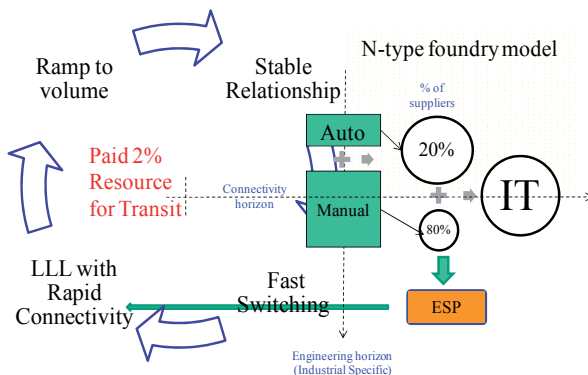 N-type foundry model
Ramp to
volume
Stable
Relationship
% of
suppliers
Auto
20%
Paid 2%
Resource
for Transit
Connectivity
horizon
Manual
IT
80%
LLL with
Rapid
Connectivity
Fast
Switching
ESP
Engineering horizon
(Industrial Specific)